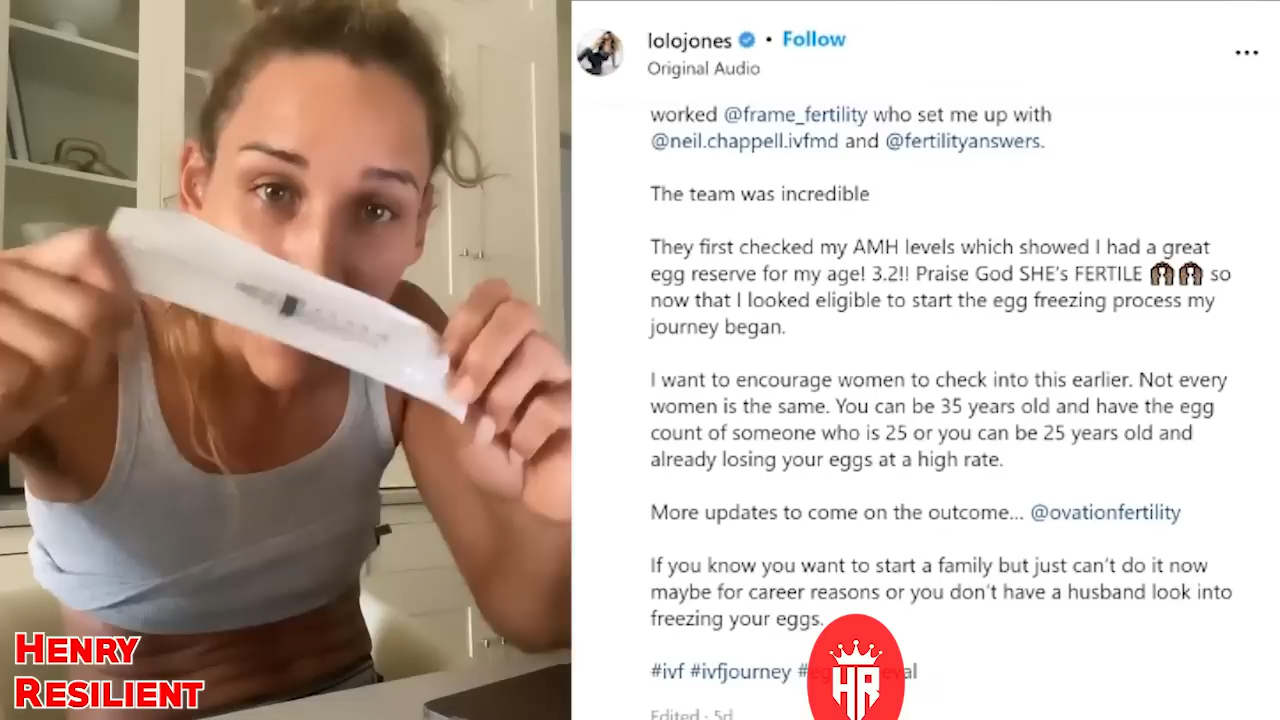 lolojones • Follow
Original Audio
...
worked @frame_fertility who set me up with
@neil.chappell.ivfmd and @fertilityanswers.
The team was incredible
They first checked my AMH levels which showed I had a great
egg reserve for my age! 3.2!! Praise God SHE's FERTILE so
now that I looked eligible to start the egg freezing process my
journey began.
I want to encourage women to check into this earlier. Not every
women is the same. You can be 35 years old and have the egg
count of someone who is 25 or you can be 25 years old and
already losing your eggs at a high rate.
More updates to come on the outcome... @ovationfertility
If you know you want to start a family but just can't do it now
maybe for career reasons or you don't have a husband look into
freezing your eggs.
#ivf #ivfjourney
Edited · 5d
HENRY
RESILIENT
HR